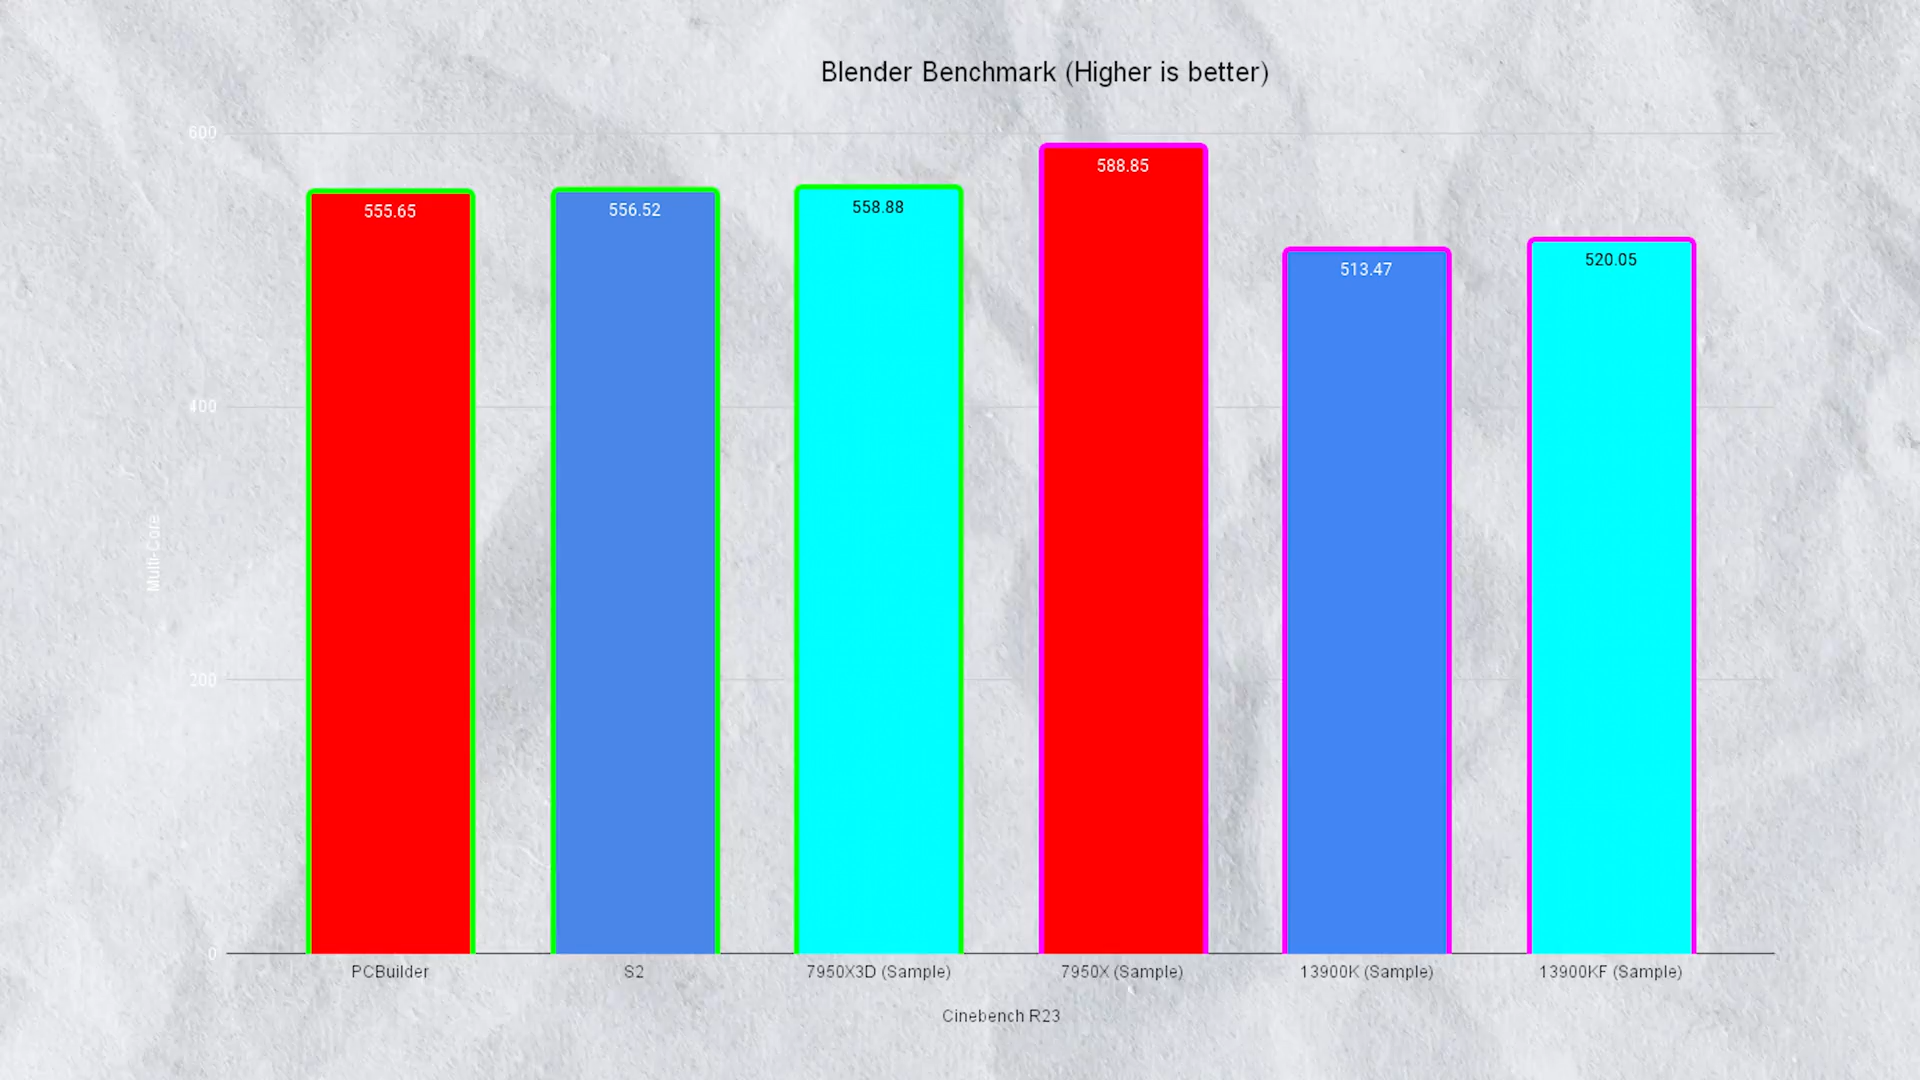 Blender Benchmark (Higher is better)
600
400
200
0
Multi-Core
555.65
556.52
558.88
588.85
513.47
520.05
PCBuilder
S2
7950X3D (Sample)
7950X (Sample)
13900K (Sample)
13900KF (Sample)
Cinebench R23